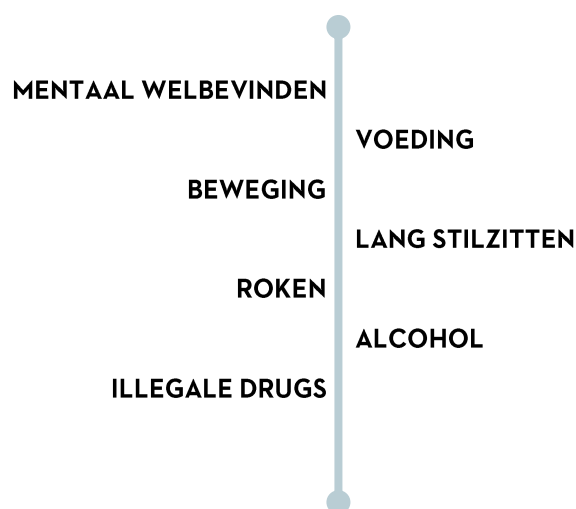 MENTAAL WELBEVINDEN
VOEDING
BEWEGING
LANG STILZITTEN
ROKEN
ALCOHOL
ILLEGALE DRUGS